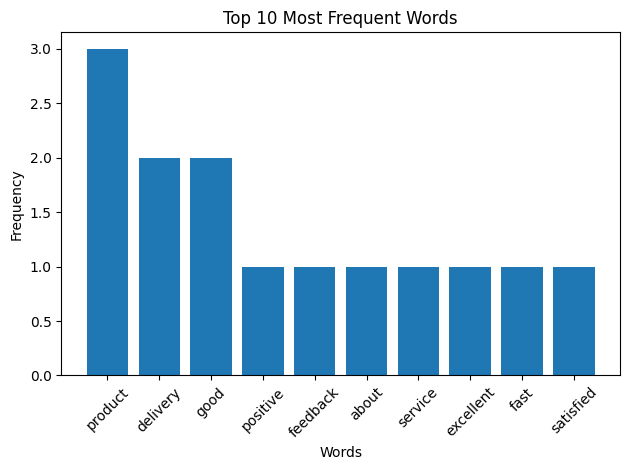 Top 10 Most Frequent Words
Frequency
3.0
2.5
2.0
1.5
1.0
0.5
0.0
product
delivery
good
positive
feedback
about
service
excellent
fast
satisfied
Words